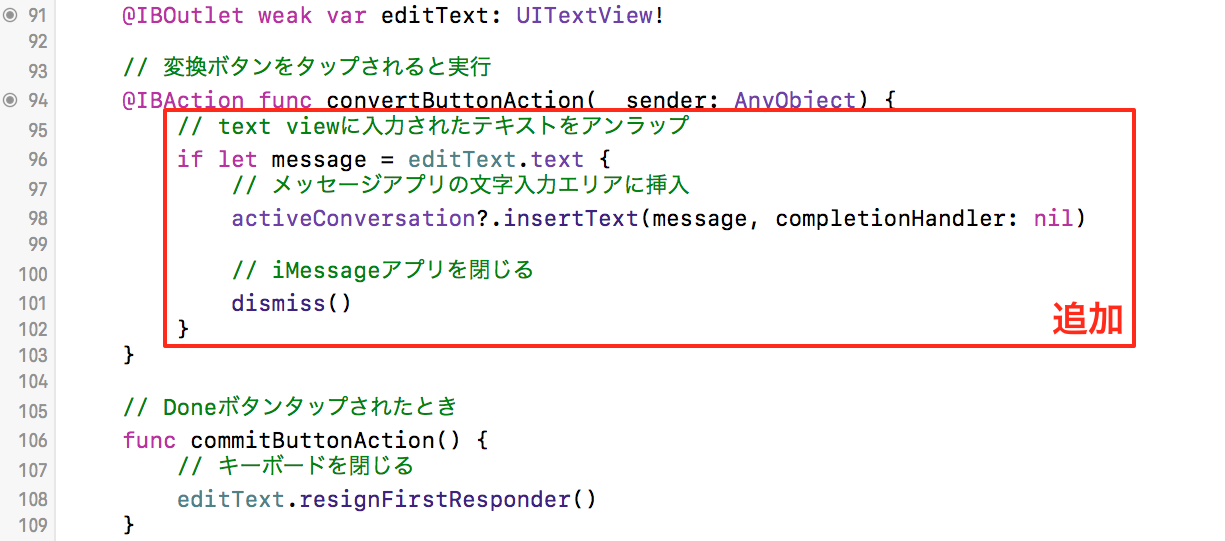 91 @IBOutlet weak var editText: UITextView!
92
93 // 変換ボタンをタップされると実行
94 @IBAction func convertButtonAction(_ sender: AnyObject) {
95 // text viewに入力されたテキストをアンラップ
96 if let message = editText.text {
97 // メッセージアプリの文字入力エリアに挿入
98 activeConversation?.insertText(message, completionHandler: nil)
99
100 // iMessageアプリを閉じる
101 dismiss()
102 }
追加
103 }
104
105 // Doneボタンタップされたとき
106 func commitButtonAction() {
107 // キーボードを閉じる
108 editText.resignFirstResponder()
109 }